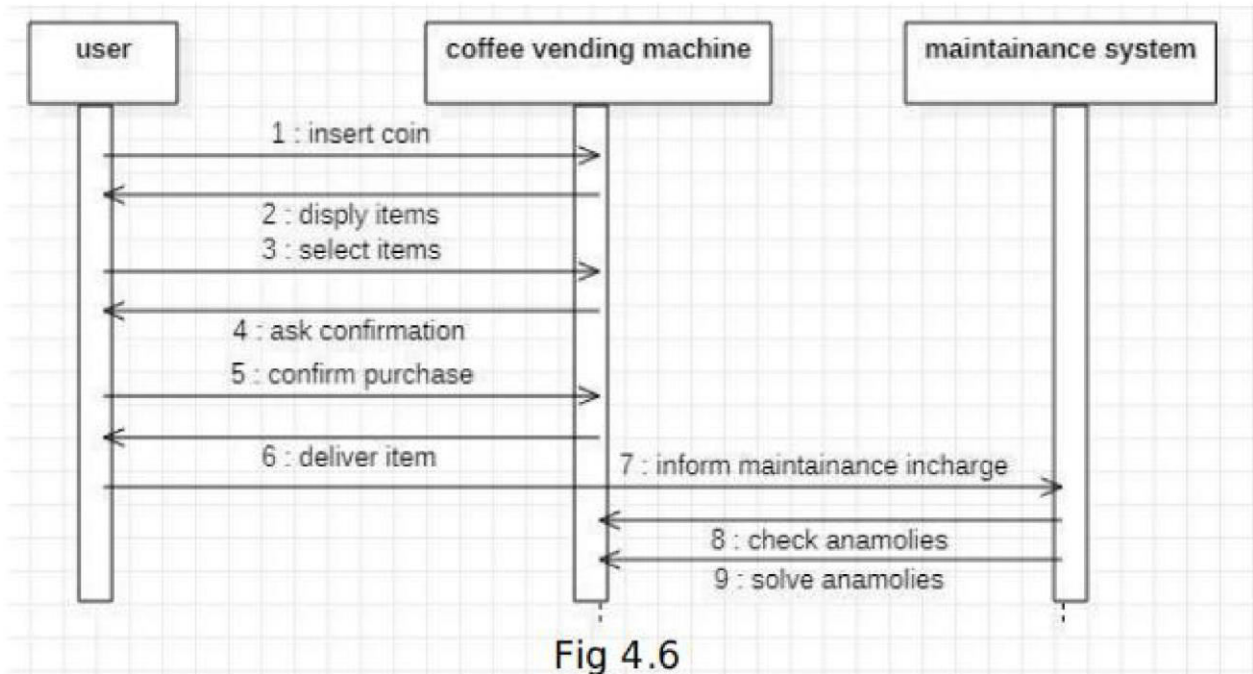 user
coffee vending machine
maintainance system
1 : insert coin
2 : disply items
3 : select items
4 : ask confirmation
5 : confirm purchase
6 : deliver item
7 : inform maintainance incharge
8 : check anamolies
9 : solve anamolies
Fig 4.6